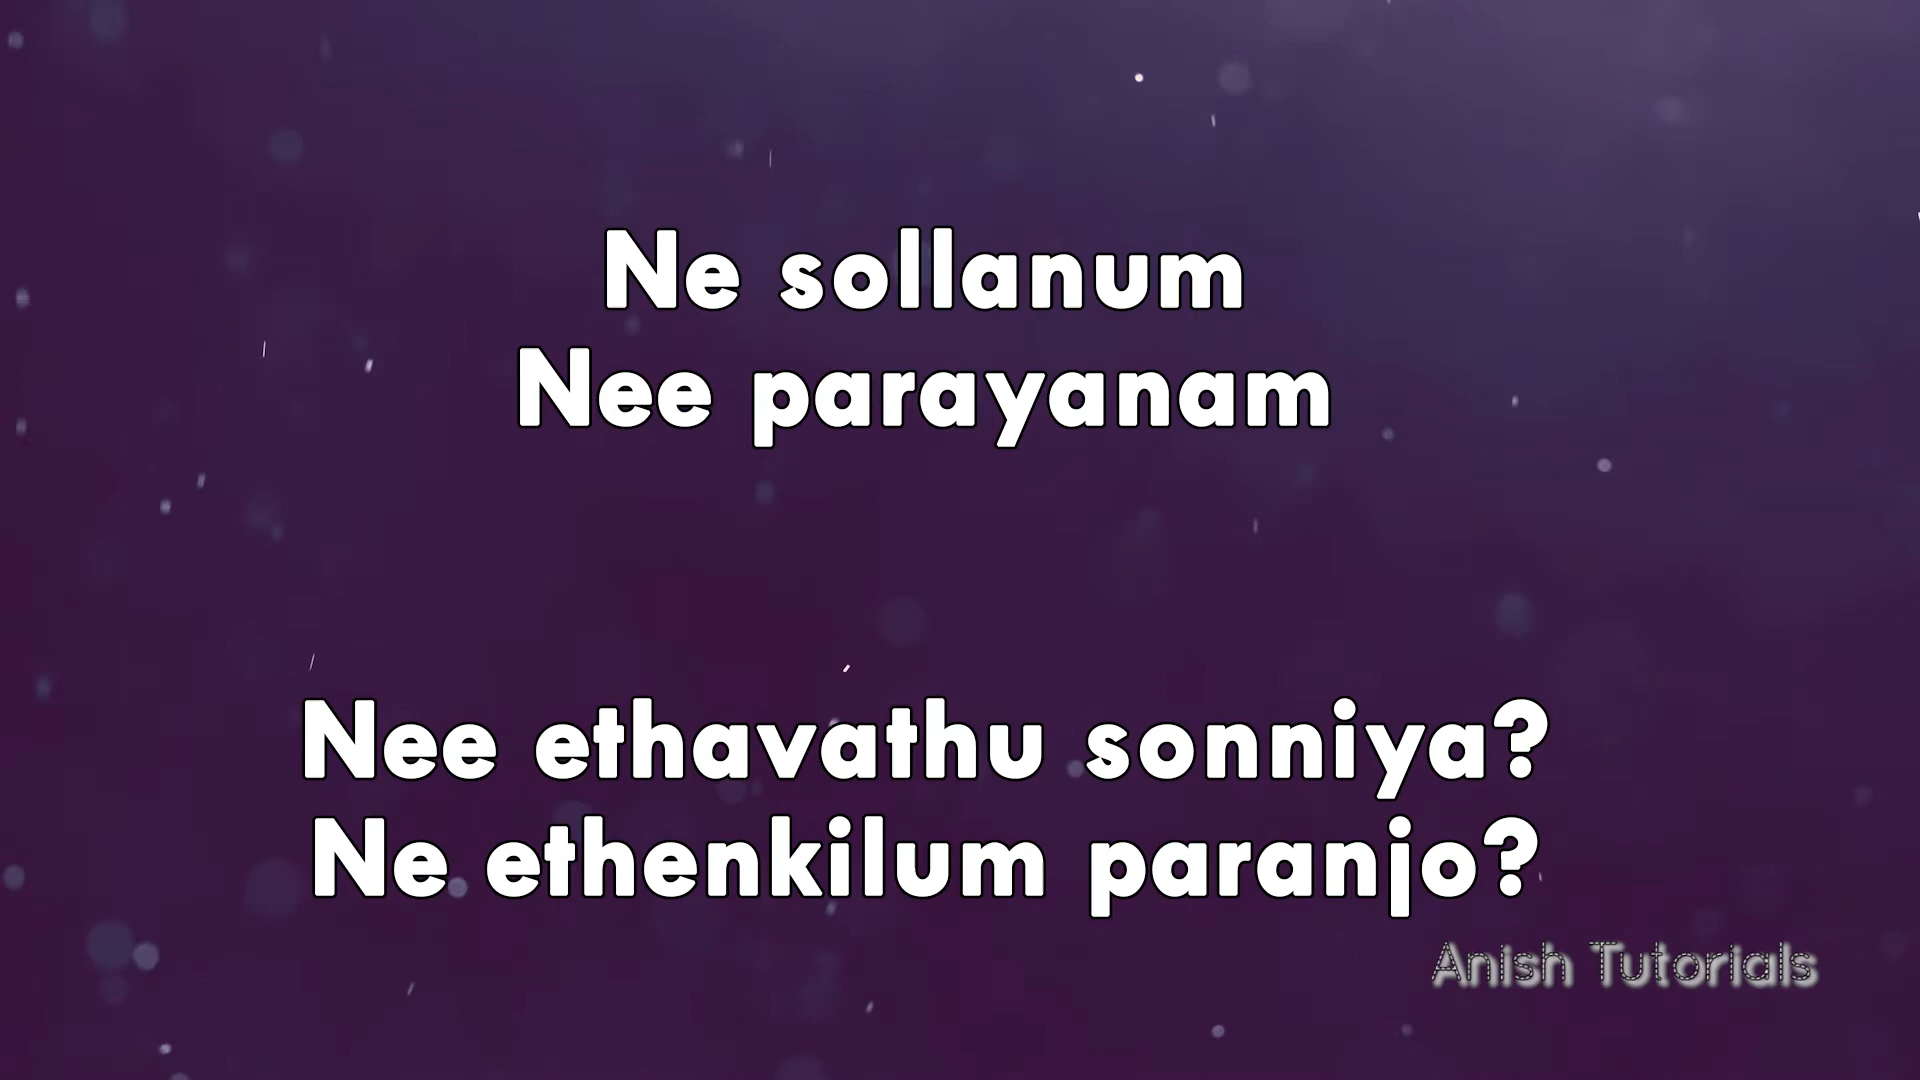 Ne sollanum
Nee parayanam
Nee ethavathu sonniya?
Ne ethenkilum paranjo?
Anish Tutorials